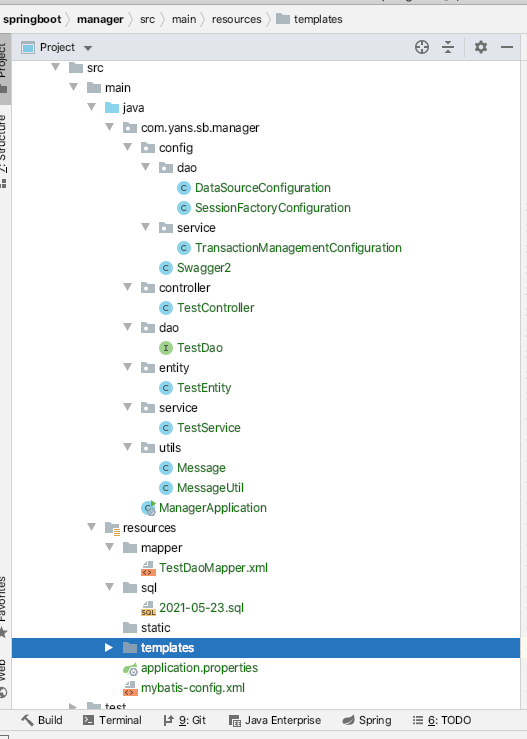 springboot manager src main resources templates
Project
Project
src
main
java
com.yans.sb.manager
config
dao
DataSourceConfiguration
SessionFactoryConfiguration
service
TransactionManagementConfiguration
Swagger2
controller
TestController
dao
TestDao
entity
TestEntity
service
TestService
utils
Message
MessageUtil
ManagerApplication
resources
mapper
TestDaoMapper.xml
sql
2021-05-23.sql
static
templates
application.properties
mybatis-config.xml
test
Z: Structure
Favorites
Web
Build Terminal 9: Git Java Enterprise Spring 6: TODO